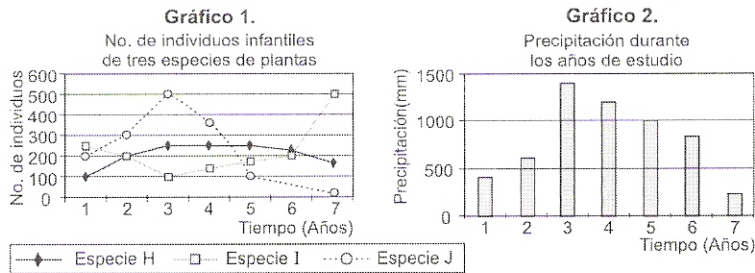 Gráfico 1.
No. de individuos infantiles
de tres especies de plantas
No. de individuos
600
500
400
300
200
100
0
1 2 3 4 5 6 7
Tiempo (Años)
Especie H Especie I Especie J
Gráfico 2.
Precipitación durante
los años de estudio
Precipitación(mm)
1500
1000
500
0
1 2 3 4 5 6 7
Tiempo (Años)